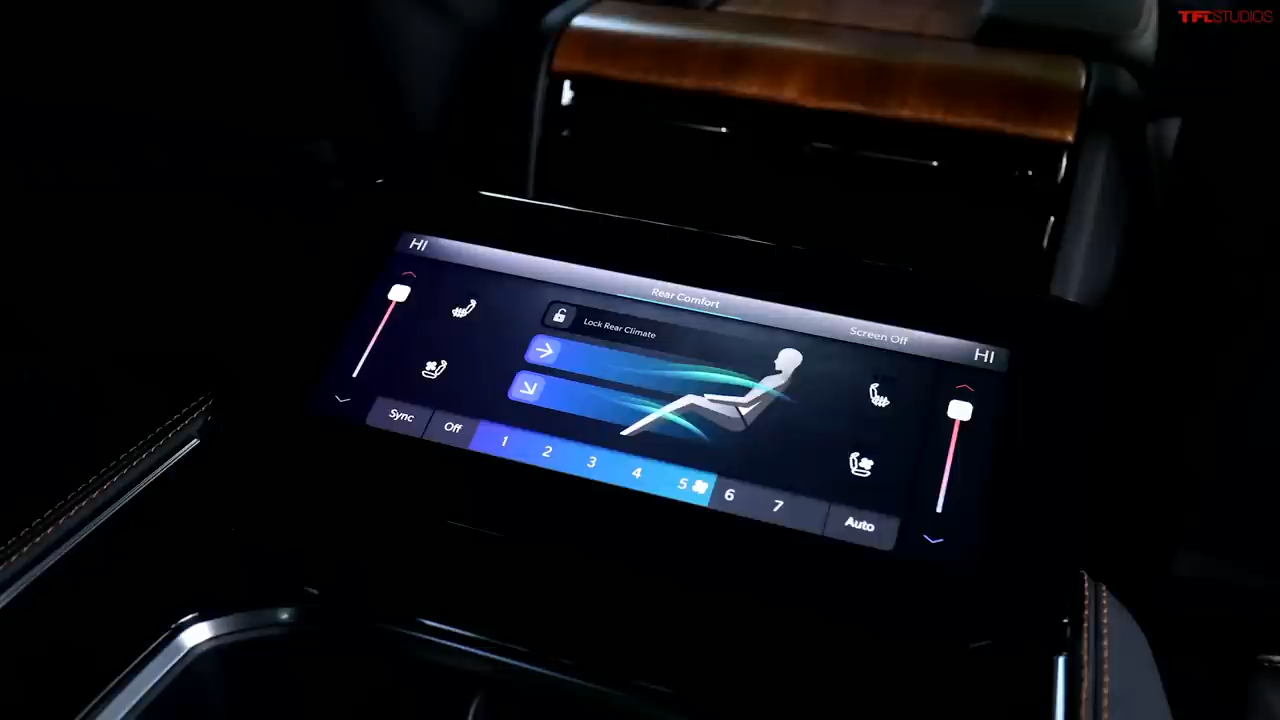 TFLSTUDIOS
HI
Rear Comfort
Screen Off
HI
Lock Rear Climate
Sync
Off
1
2
3
4
5
6
7
Auto